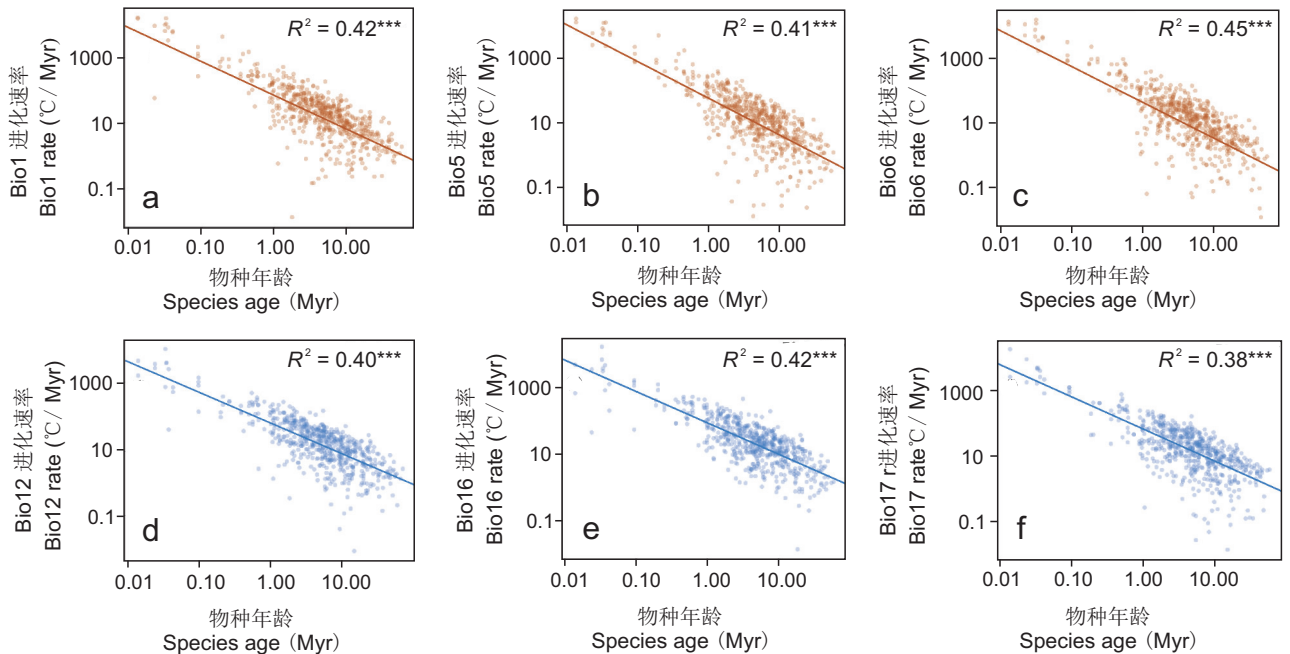 R² = 0.42***
1000
10
0.1
Bio1 进化速率
Bio1 rate (℃ / Myr)
a
0.01 0.10 1.00 10.00
物种年龄
Species age (Myr)
R² = 0.41***
1000
10
0.1
Bio5 进化速率
Bio5 rate (℃ / Myr)
b
0.01 0.10 1.00 10.00
物种年龄
Species age (Myr)
R² = 0.45***
1000
10
0.1
Bio6 进化速率
Bio6 rate (℃ / Myr)
c
0.01 0.10 1.00 10.00
物种年龄
Species age (Myr)
R² = 0.40***
1000
10
0.1
Bio12 进化速率
Bio12 rate (℃ / Myr)
d
0.01 0.10 1.00 10.00
物种年龄
Species age (Myr)
R² = 0.42***
1000
10
0.1
Bio16 进化速率
Bio16 rate (℃ / Myr)
e
0.01 0.10 1.00 10.00
物种年龄
Species age (Myr)
R² = 0.38***
1000
10
0.1
Bio17 r进化速率
Bio17 rate℃ / Myr)
f
0.01 0.10 1.00 10.00
物种年龄
Species age (Myr)